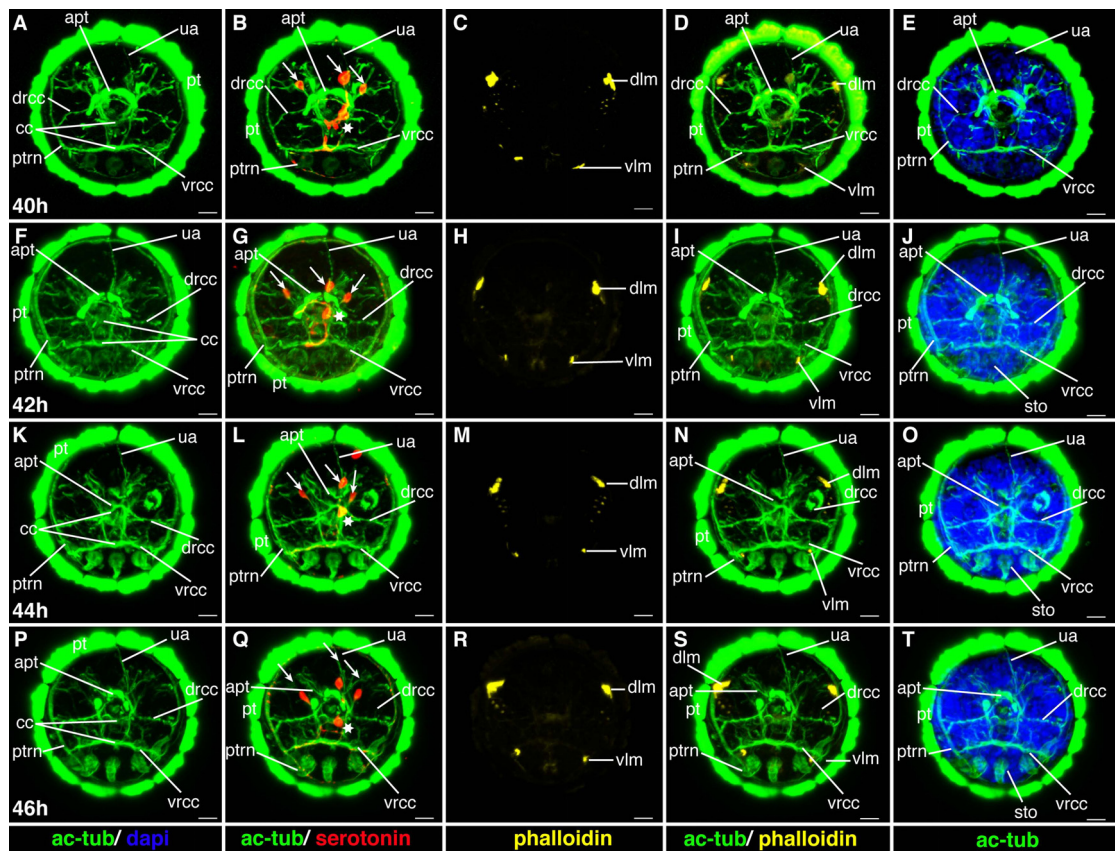 A
apt
ua
pt
drcc
cc
ptrn
vrcc
40h
B
apt
ua
drcc
pt
ptrn
vrcc
C
dlm
vlm
D
apt
ua
drcc
dlm
pt
ptrn
vrcc
vlm
E
apt
ua
drcc
ptrn
vrcc
F
ua
apt
drcc
pt
cc
ptrn
vrcc
42h
G
ua
apt
drcc
ptrn
pt
vrcc
H
dlm
vlm
I
ua
apt
dlm
drcc
pt
ptrn
vrcc
vlm
J
ua
apt
drcc
pt
ptrn
vrcc
sto
K
pt
ua
apt
cc
drcc
ptrn
vrcc
44h
L
apt
ua
drcc
pt
ptrn
vrcc
M
dlm
vlm
N
ua
apt
dlm
drcc
pt
ptrn
vrcc
vlm
O
ua
apt
drcc
pt
ptrn
vrcc
sto
P
pt
ua
apt
drcc
cc
ptrn
vrcc
46h
Q
ua
apt
drcc
pt
ptrn
vrcc
R
dlm
vlm
S
ua
dlm
apt
drcc
pt
ptrn
vlm
vrcc
T
ua
apt
drcc
pt
ptrn
vrcc
sto
ac-tub/ dapi
ac-tub/ serotonin
phalloidin
ac-tub/ phalloidin
ac-tub